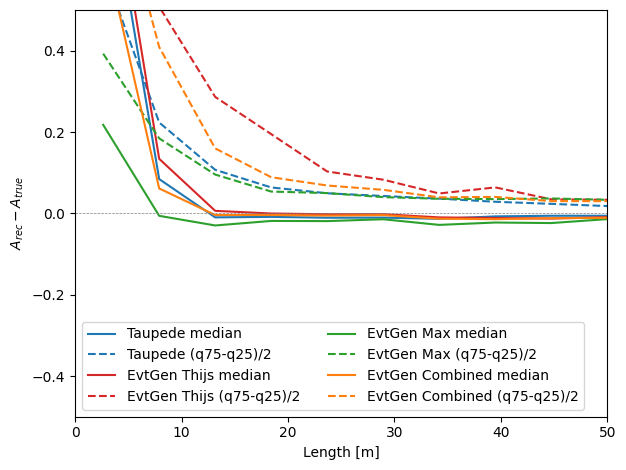 0.4
0.2
0.0
−0.2
−0.4
A_rec − A_true
Taupede median
Taupede (q75-q25)/2
EvtGen Thijs median
EvtGen Thijs (q75-q25)/2
EvtGen Max median
EvtGen Max (q75-q25)/2
EvtGen Combined median
EvtGen Combined (q75-q25)/2
0 10 20 30 40 50
Length [m]